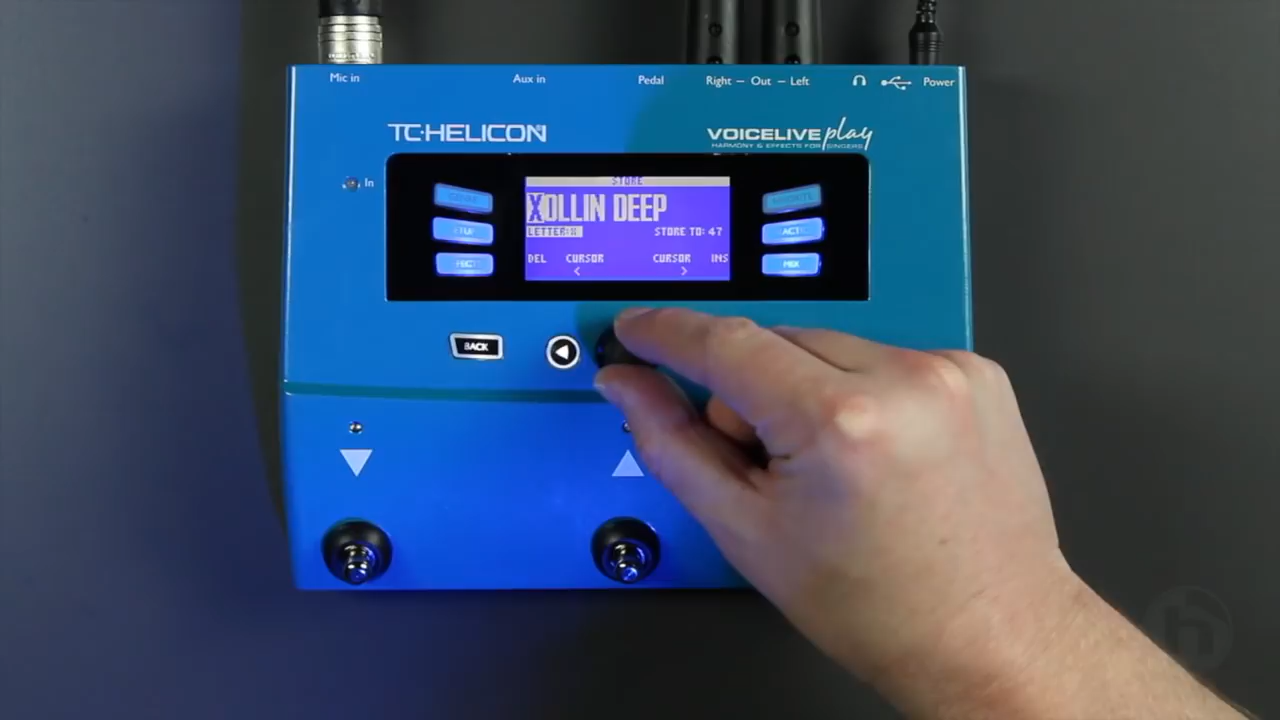 Mic in
Aux in
Pedal
Right – Out – Left
Power
TC·HELICON
VOICELIVE play
HARMONY & EFFECTS FOR SINGERS
In
STORE
XOLLIN DEEP
LETTER:X
STORE TO: 47
DEL CURSOR CURSOR INS
< >
MIX
BACK
h